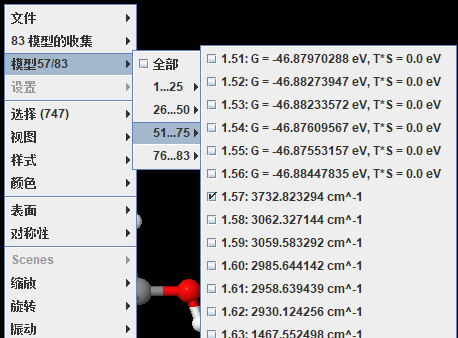 文件
83 模型的收集
模型57/83
设置
选择 (747)
视图
样式
颜色
表面
对称性
Scenes
缩放
旋转
振动
全部
1...25
26...50
51...75
76...83
1.51: G = -46.87970288 eV, T*S = 0.0 eV
1.52: G = -46.88273947 eV, T*S = 0.0 eV
1.53: G = -46.88233572 eV, T*S = 0.0 eV
1.54: G = -46.87609567 eV, T*S = 0.0 eV
1.55: G = -46.87553157 eV, T*S = 0.0 eV
1.56: G = -46.88447835 eV, T*S = 0.0 eV
1.57: 3732.823294 cm^-1
1.58: 3062.327144 cm^-1
1.59: 3059.583292 cm^-1
1.60: 2985.644142 cm^-1
1.61: 2958.639439 cm^-1
1.62: 2930.124256 cm^-1
1.63: 1467.552498 cm^-1